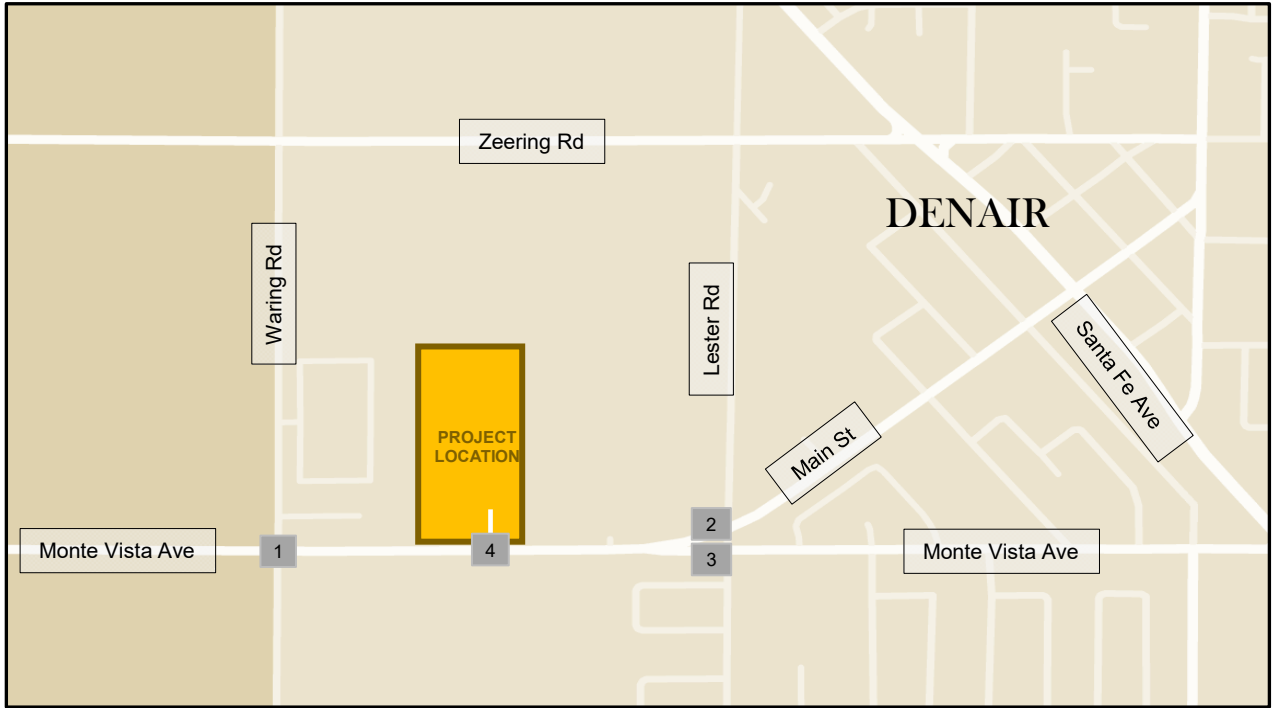 Zeering Rd
DENAIR
Waring Rd
Lester Rd
Santa Fe Ave
PROJECT
LOCATION
Main St
2
Monte Vista Ave
1
4
3
Monte Vista Ave